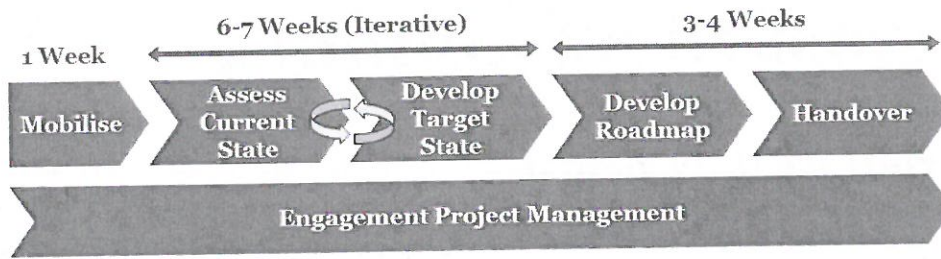 6-7 Weeks (Iterative)
3-4 Weeks
1 Week
Mobilise
Assess
Current
State
Develop
Target
State
Develop
Roadmap
Handover
Engagement Project Management